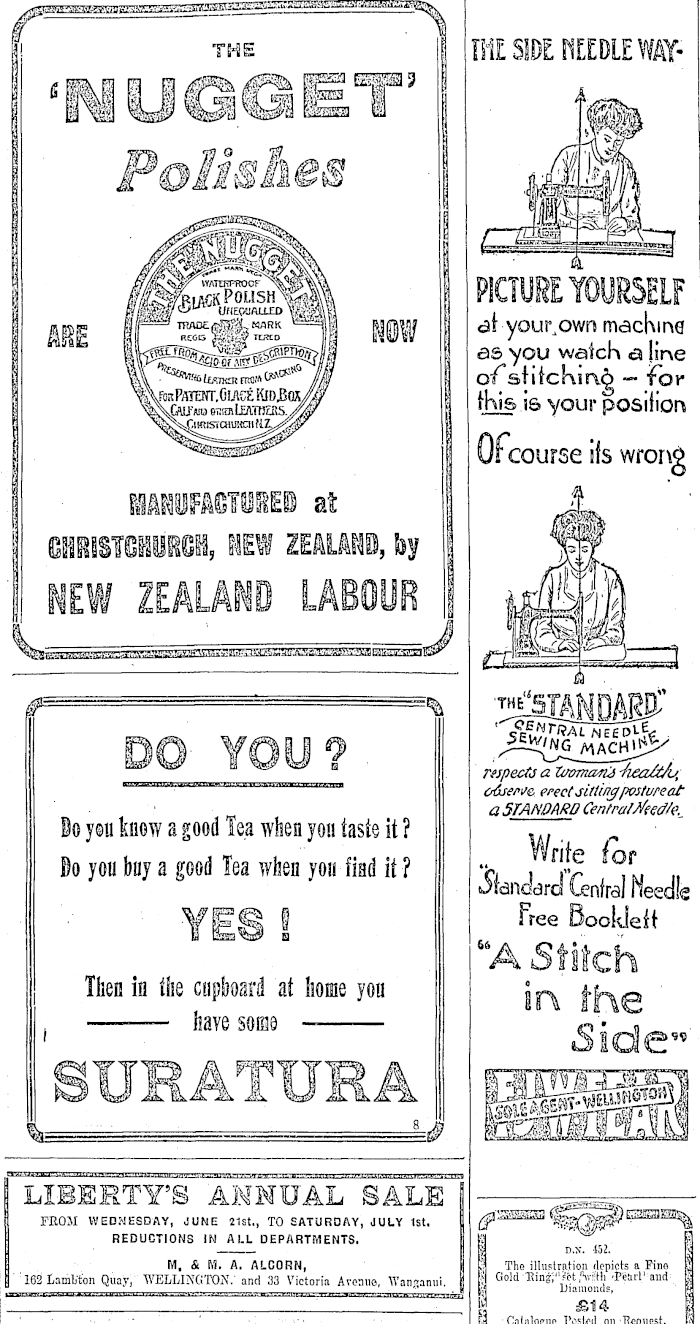 THE
'NUGGET'
Polishes
ARE
THE NUGGET
WATERPROOF
BLACK POLISH
UNEQUALLED
TRADE MARK
REGIS TERED
FREE FROM ACID OF ANY DESCRIPTION
PRESERVING LEATHER FROM CRACKING
FOR PATENT, GLACÉ KID, BOX
CALF AND OTHER LEATHERS.
CHRISTCHURCH N.Z.
NOW
MANUFACTURED at
CHRISTCHURCH, NEW ZEALAND, by
NEW ZEALAND LABOUR
DO YOU?
Do you know a good Tea when you taste it?
Do you buy a good Tea when you find it?
YES!
Then in the cupboard at home you
have some
SURATURA
8
LIBERTY'S ANNUAL SALE
FROM WEDNESDAY, JUNE 21st., TO SATURDAY, JULY 1st.
REDUCTIONS IN ALL DEPARTMENTS.
M. & M. A. ALCORN,
162 Lambton Quay, WELLINGTON. and 33 Victoria Avenue, Wanganui.
THE SIDE NEEDLE WAY-
PICTURE YOURSELF
at your own machine
as you watch a line
of stitching - for
this is your position
Of course its wrong
THE "STANDARD"
CENTRAL NEEDLE
SEWING MACHINE
respects a woman's health,
observe erect sitting posture at
a STANDARD Central Needle.
Write for
"Standard" Central Needle
Free Booklett
"A Stitch
in the
Side"
SOLE AGENT - WELLINGTON
D.N. 452.
The illustration depicts a Fine
Gold Ring, set with Pearl and
Diamonds,
£14
Catalogue Posted on Request.